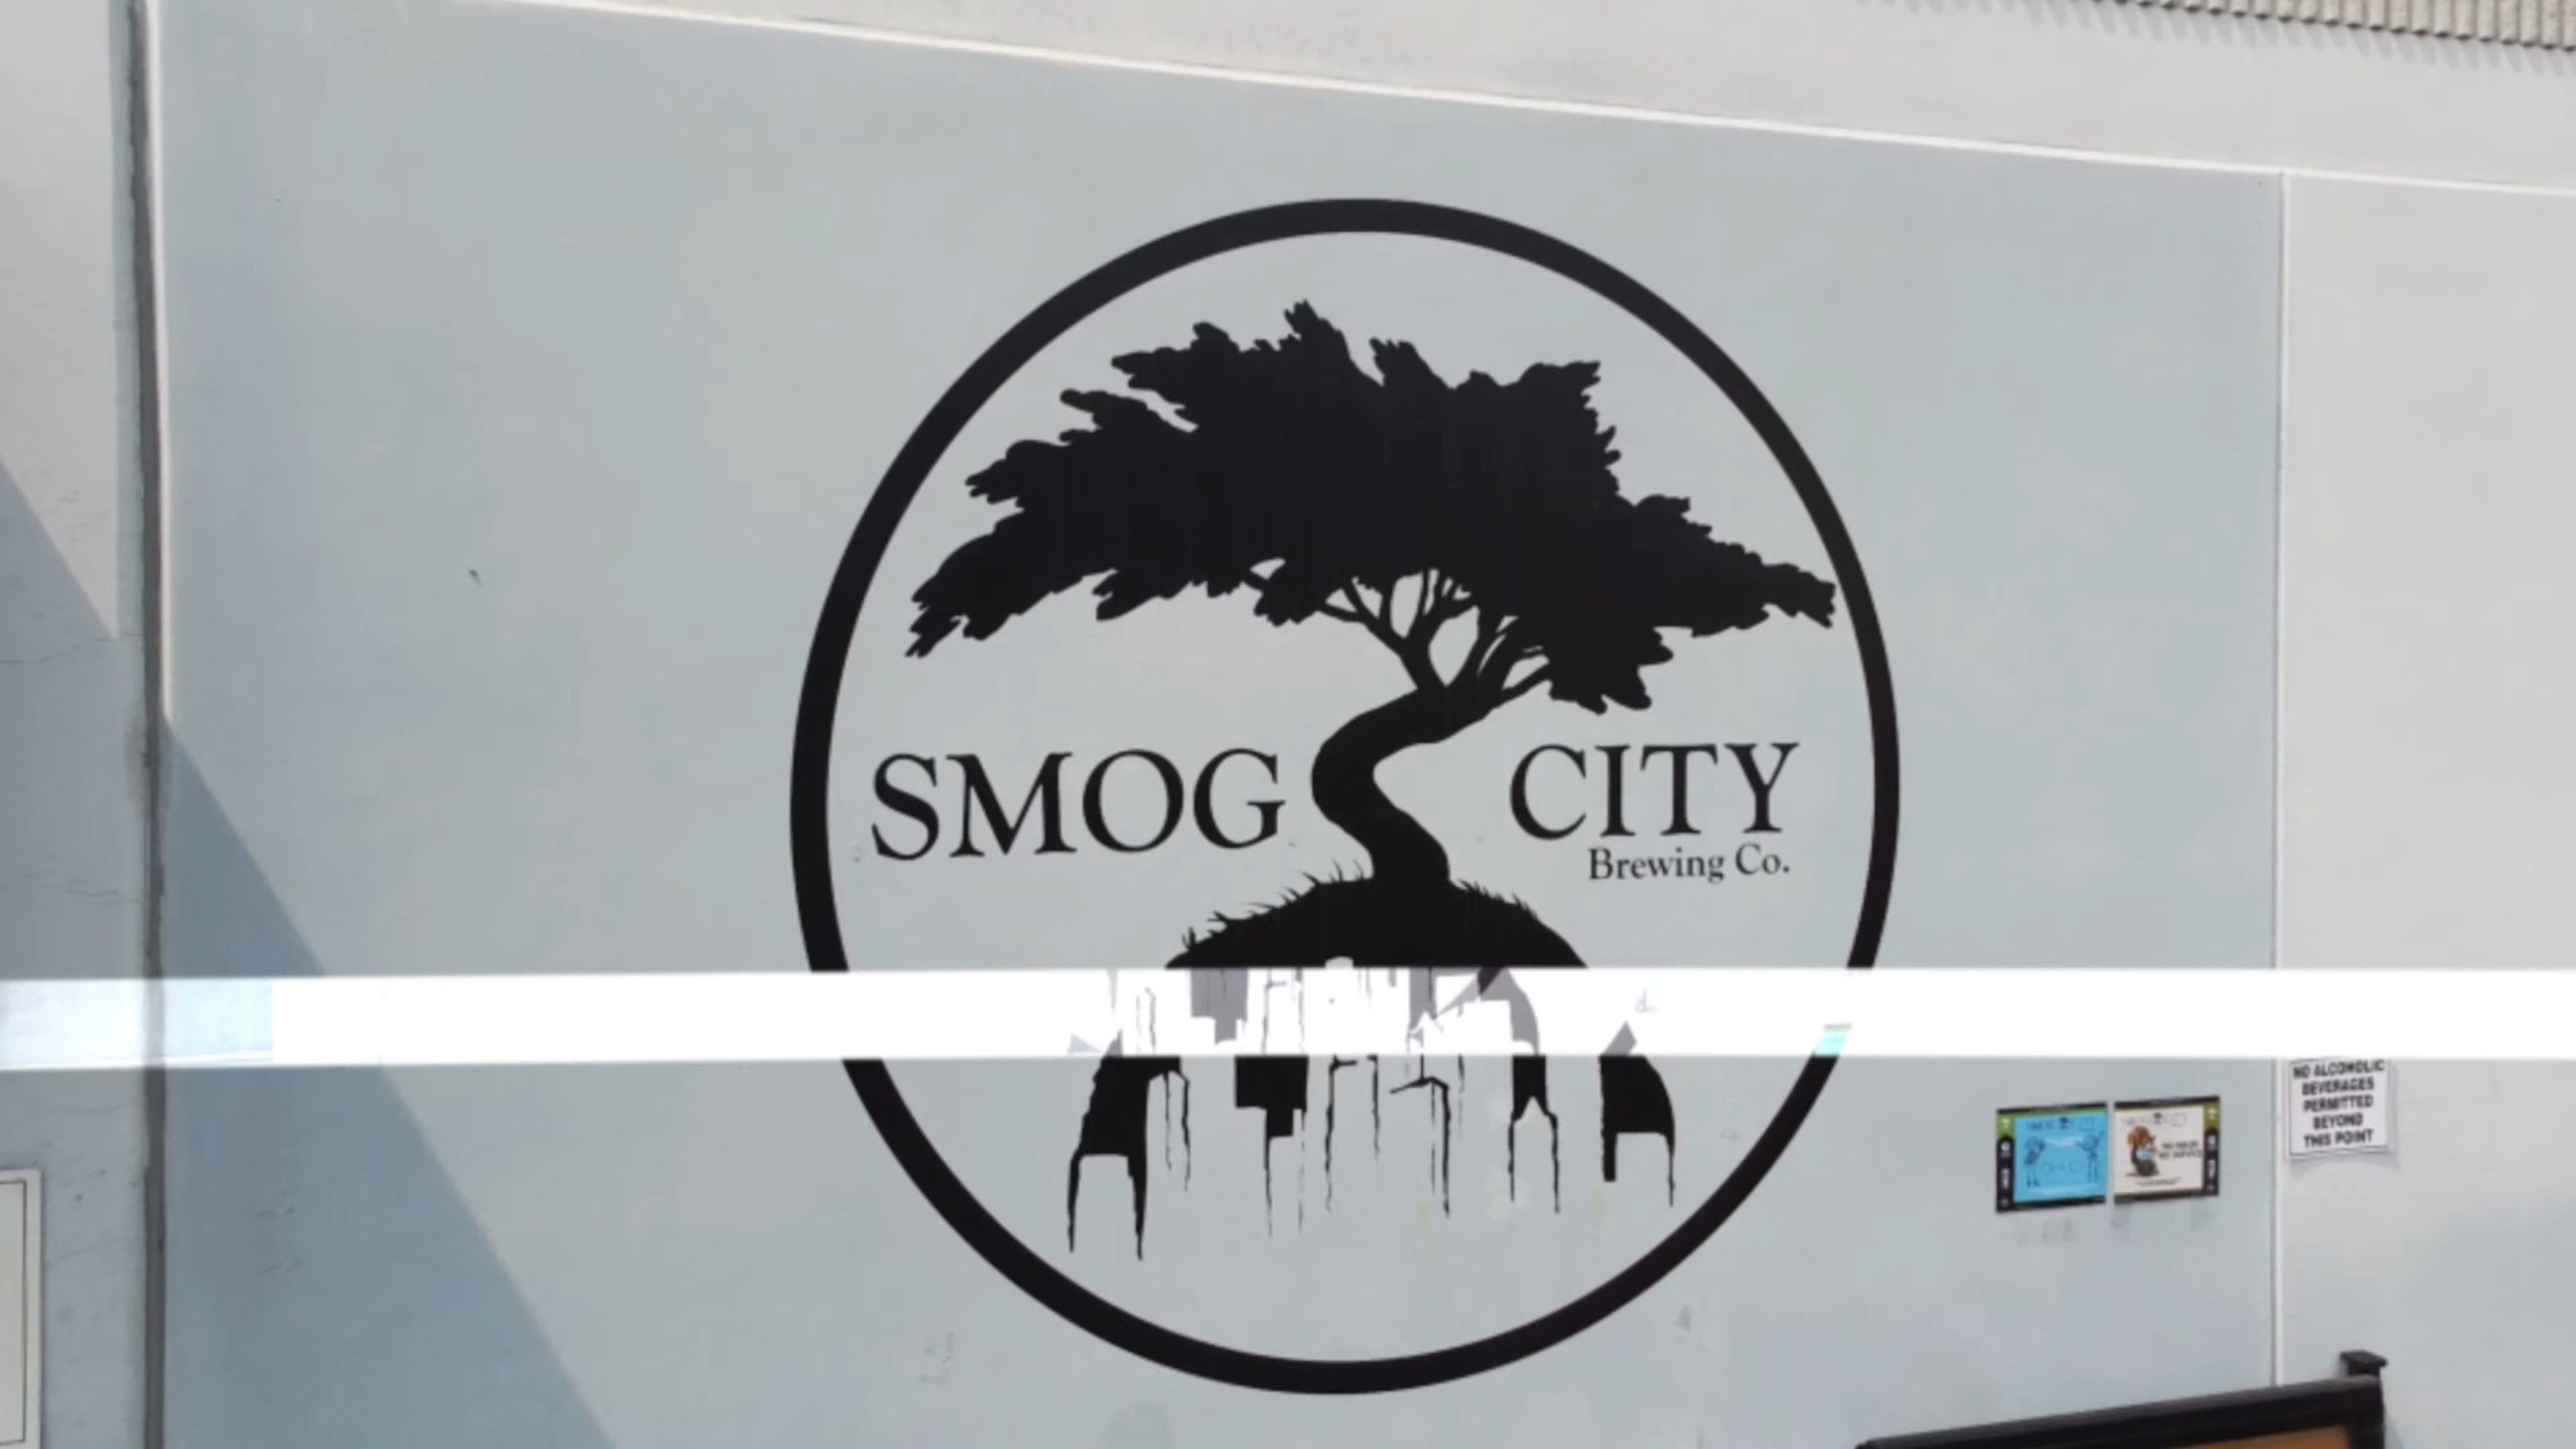 SMOG CITY
Brewing Co.
NO ALCOHOLIC
BEVERAGES
PERMITTED
BEYOND
THIS POINT